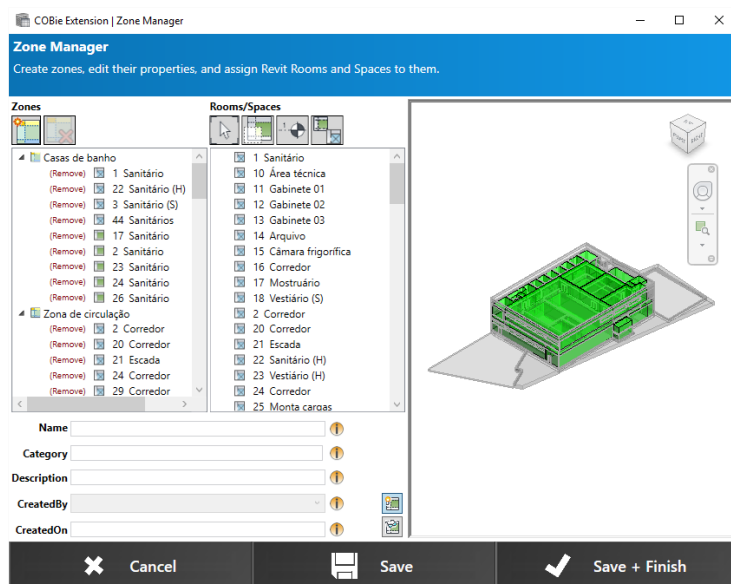 COBie Extension | Zone Manager
Zone Manager
Create zones, edit their properties, and assign Revit Rooms and Spaces to them.
Zones
Casas de banho
(Remove) 1 Sanitário
(Remove) 22 Sanitário (H)
(Remove) 3 Sanitário (S)
(Remove) 44 Sanitários
(Remove) 17 Sanitário
(Remove) 2 Sanitário
(Remove) 23 Sanitário
(Remove) 24 Sanitário
(Remove) 26 Sanitário
Zona de circulação
(Remove) 2 Corredor
(Remove) 20 Corredor
(Remove) 21 Escada
(Remove) 24 Corredor
(Remove) 29 Corredor
Rooms/Spaces
1 Sanitário
10 Área técnica
11 Gabinete 01
12 Gabinete 02
13 Gabinete 03
14 Arquivo
15 Câmara frigorífica
16 Corredor
17 Mostruário
18 Vestiário (S)
2 Corredor
20 Corredor
21 Escada
22 Sanitário (H)
23 Vestiário (H)
24 Corredor
25 Monta cargas
Name
Category
Description
CreatedBy
CreatedOn
Cancel
Save
Save + Finish